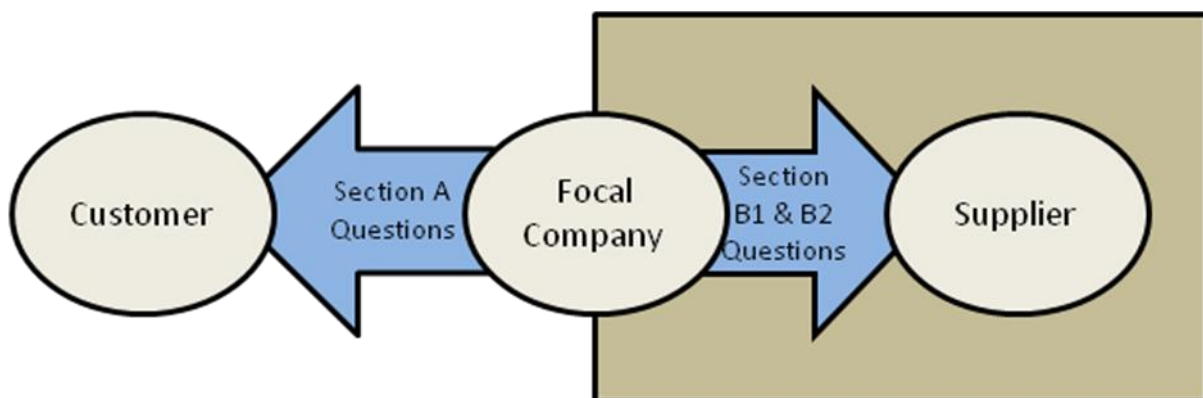 Customer
Section A
Questions
Focal
Company
Section
B1 & B2
Questions
Supplier